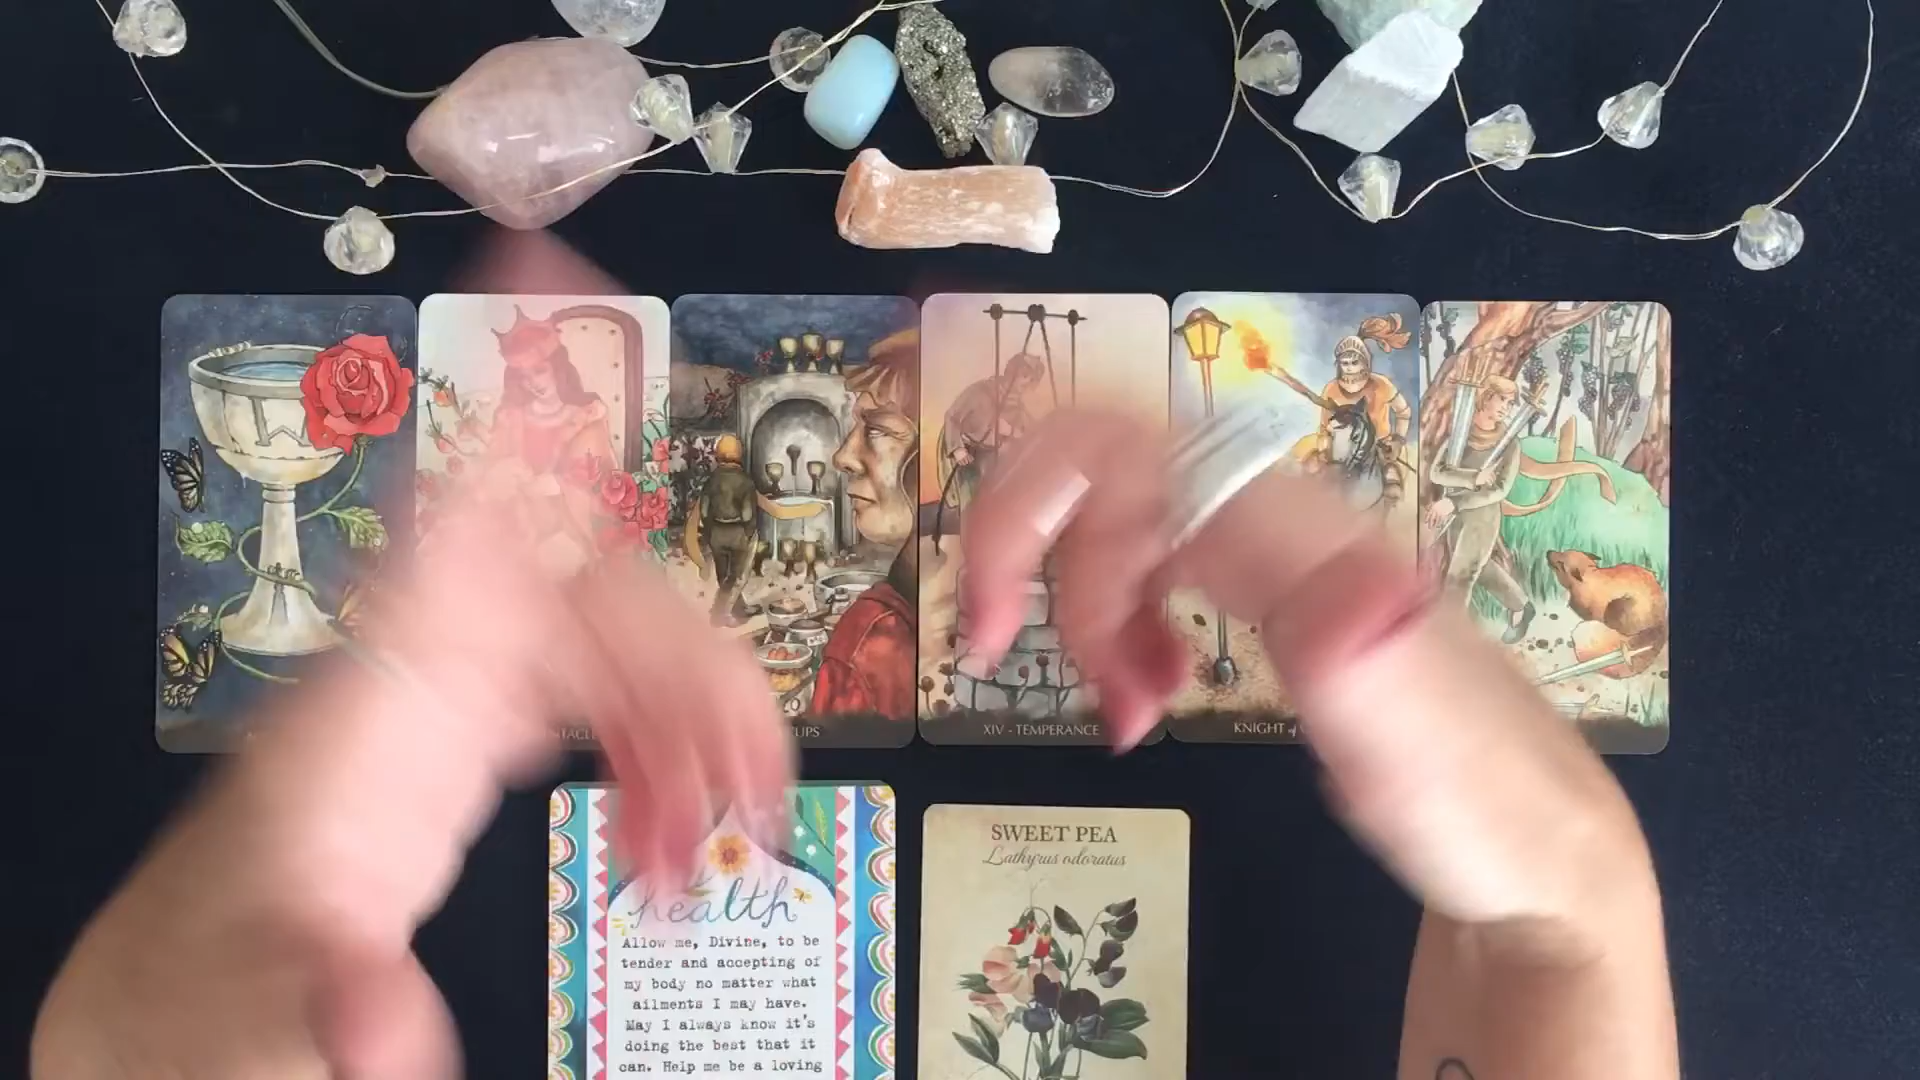 CUPS
XIV - TEMPERANCE
KNIGHT of
health
Allow me, Divine, to be
tender and accepting of
my body no matter what
ailments I may have.
May I always know it's
doing the best that it
can. Help me be a loving
SWEET PEA
Lathyrus odoratus